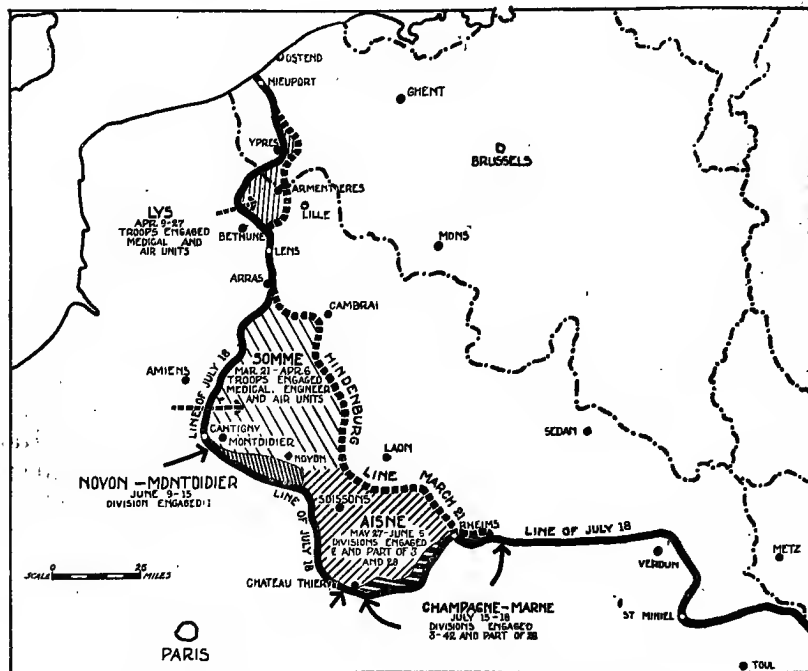 OSTEND
NIEUPORT
GHENT
YPRES
BRUSSELS
ARMENTIERES
LYS
APR. 9-27
TROOPS ENGAGED
MEDICAL AND
AIR UNITS
LILLE
BETHUNE
MONS
LENS
ARRAS
CAMBRAI
SOMME
MAR. 21-APR. 6
TROOPS ENGAGED
MEDICAL, ENGINEER
AND AIR UNITS
HINDENBURG
LINE
MARCH 21
AMIENS
LINE OF JULY 18
CANTIGNY
MONTDIDIER
NOYON
LAON
SEDAN
NOYON-MONTDIDIER
JUNE 9-15
DIVISION ENGAGED: 1
LINE OF JULY 18
SOISSONS
AISNE
MAY 27-JUNE 5
DIVISIONS ENGAGED
2 AND PART OF 3
AND 28
RHEIMS
LINE OF JULY 18
VERDUN
METZ
SCALE 0 25 MILES
CHATEAU THIERY
CHAMPAGNE-MARNE
JULY 15-18
DIVISIONS ENGAGED
3-42 AND PART OF 28
ST MIHIEL
PARIS
TOUL